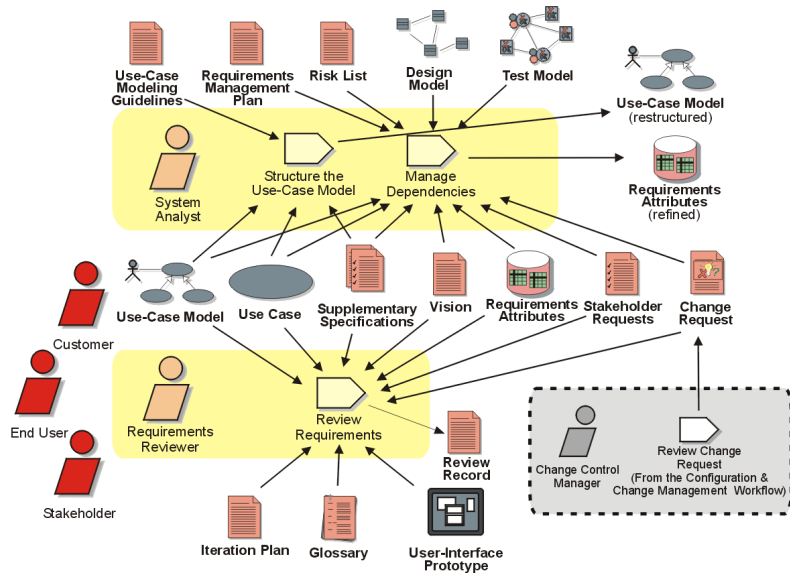 Use-Case
Modeling
Guidelines
Requirements
Management
Plan
Risk List
Design
Model
Test Model
Use-Case Model
(restructured)
Structure the
Use-Case Model
Manage
Dependencies
System
Analyst
Requirements
Attributes
(refined)
Use-Case Model
Use Case
Supplementary
Specifications
Vision
Requirements
Attributes
Stakeholder
Requests
Change
Request
Customer
End User
Stakeholder
Requirements
Reviewer
Review
Requirements
Review
Record
Change Control
Manager
Review Change
Request
(From the Configuration &
Change Management Workflow)
Iteration Plan
Glossary
User-Interface
Prototype